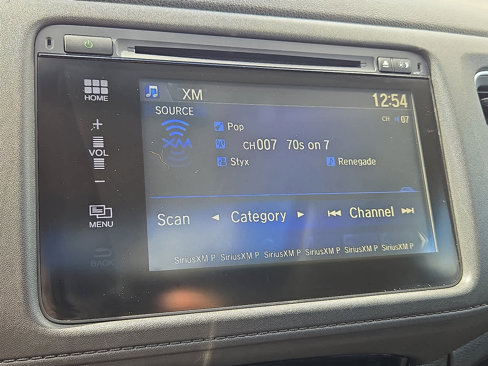 XM 12:54
SOURCE CH 07
HOME
Pop
XM CH007 70s on 7
Styx Renegade
+
VOL
-
MENU
Scan Category Channel
BACK
SiriusXM P SiriusXM P SiriusXM P SiriusXM P SiriusXM P SiriusXM P